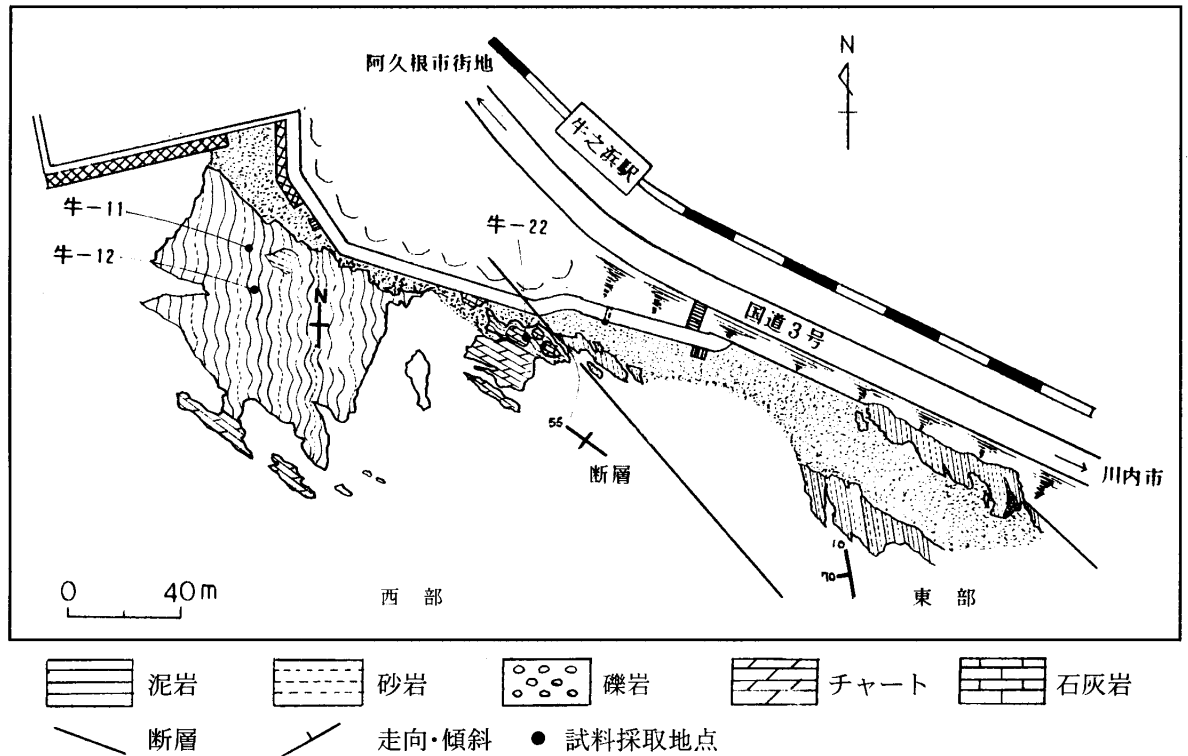 阿久根市街地
N
牛之浜駅
牛-11
牛-22
牛-12
N
国道3号
55
断層
川内市
10
70
0 40m
西部
東部
泥岩
砂岩
礫岩
チャート
石灰岩
断層
走向・傾斜
試料採取地点